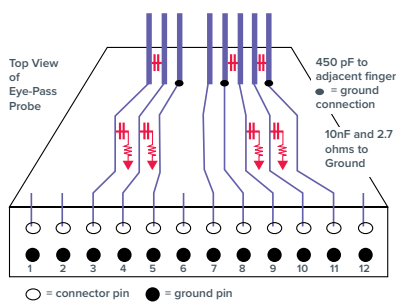 Top View
of
Eye-Pass
Probe
450 pF to
adjacent finger
= ground
connection
10nF and 2.7
ohms to
Ground
1 2 3 4 5 6 7 8 9 10 11 12
= connector pin = ground pin